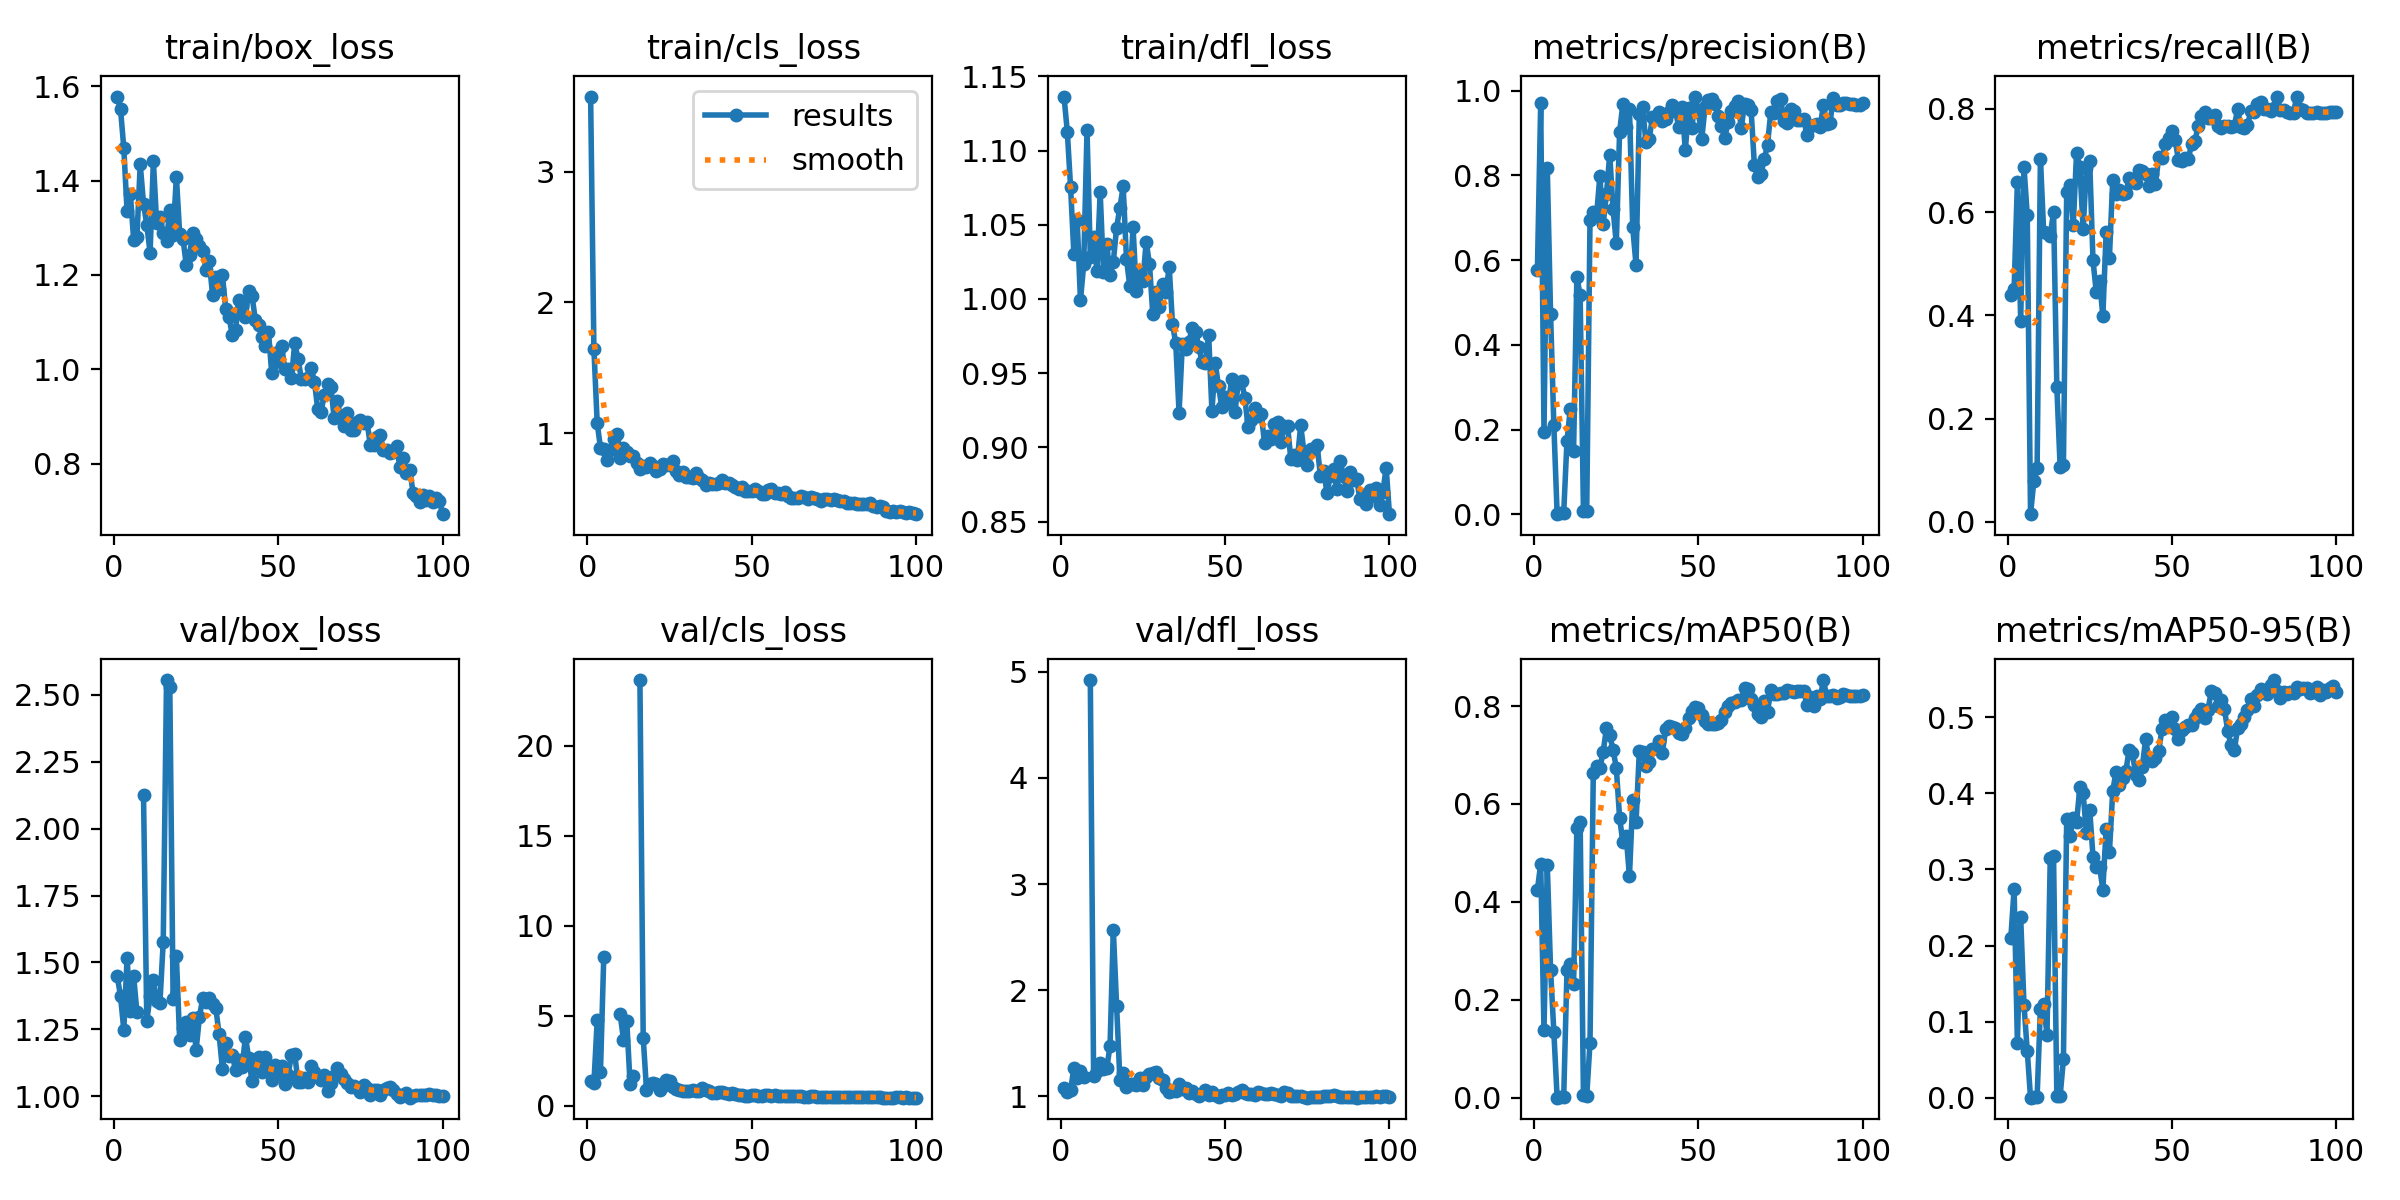 train/box_loss
1.6
1.4
1.2
1.0
0.8
0 50 100
train/cls_loss
results
smooth
3
2
1
0 50 100
train/dfl_loss
1.15
1.10
1.05
1.00
0.95
0.90
0.85
0 50 100
metrics/precision(B)
1.0
0.8
0.6
0.4
0.2
0.0
0 50 100
metrics/recall(B)
0.8
0.6
0.4
0.2
0.0
0 50 100
val/box_loss
2.50
2.25
2.00
1.75
1.50
1.25
1.00
0 50 100
val/cls_loss
20
15
10
5
0
0 50 100
val/dfl_loss
5
4
3
2
1
0 50 100
metrics/mAP50(B)
0.8
0.6
0.4
0.2
0.0
0 50 100
metrics/mAP50-95(B)
0.5
0.4
0.3
0.2
0.1
0.0
0 50 100